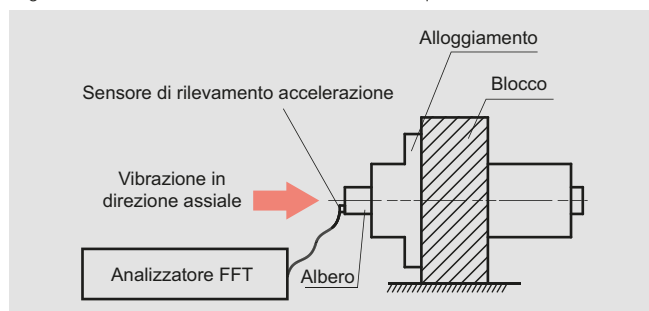 Alloggiamento
Blocco
Sensore di rilevamento accelerazione
Vibrazione in
direzione assiale
Analizzatore FFT
Albero